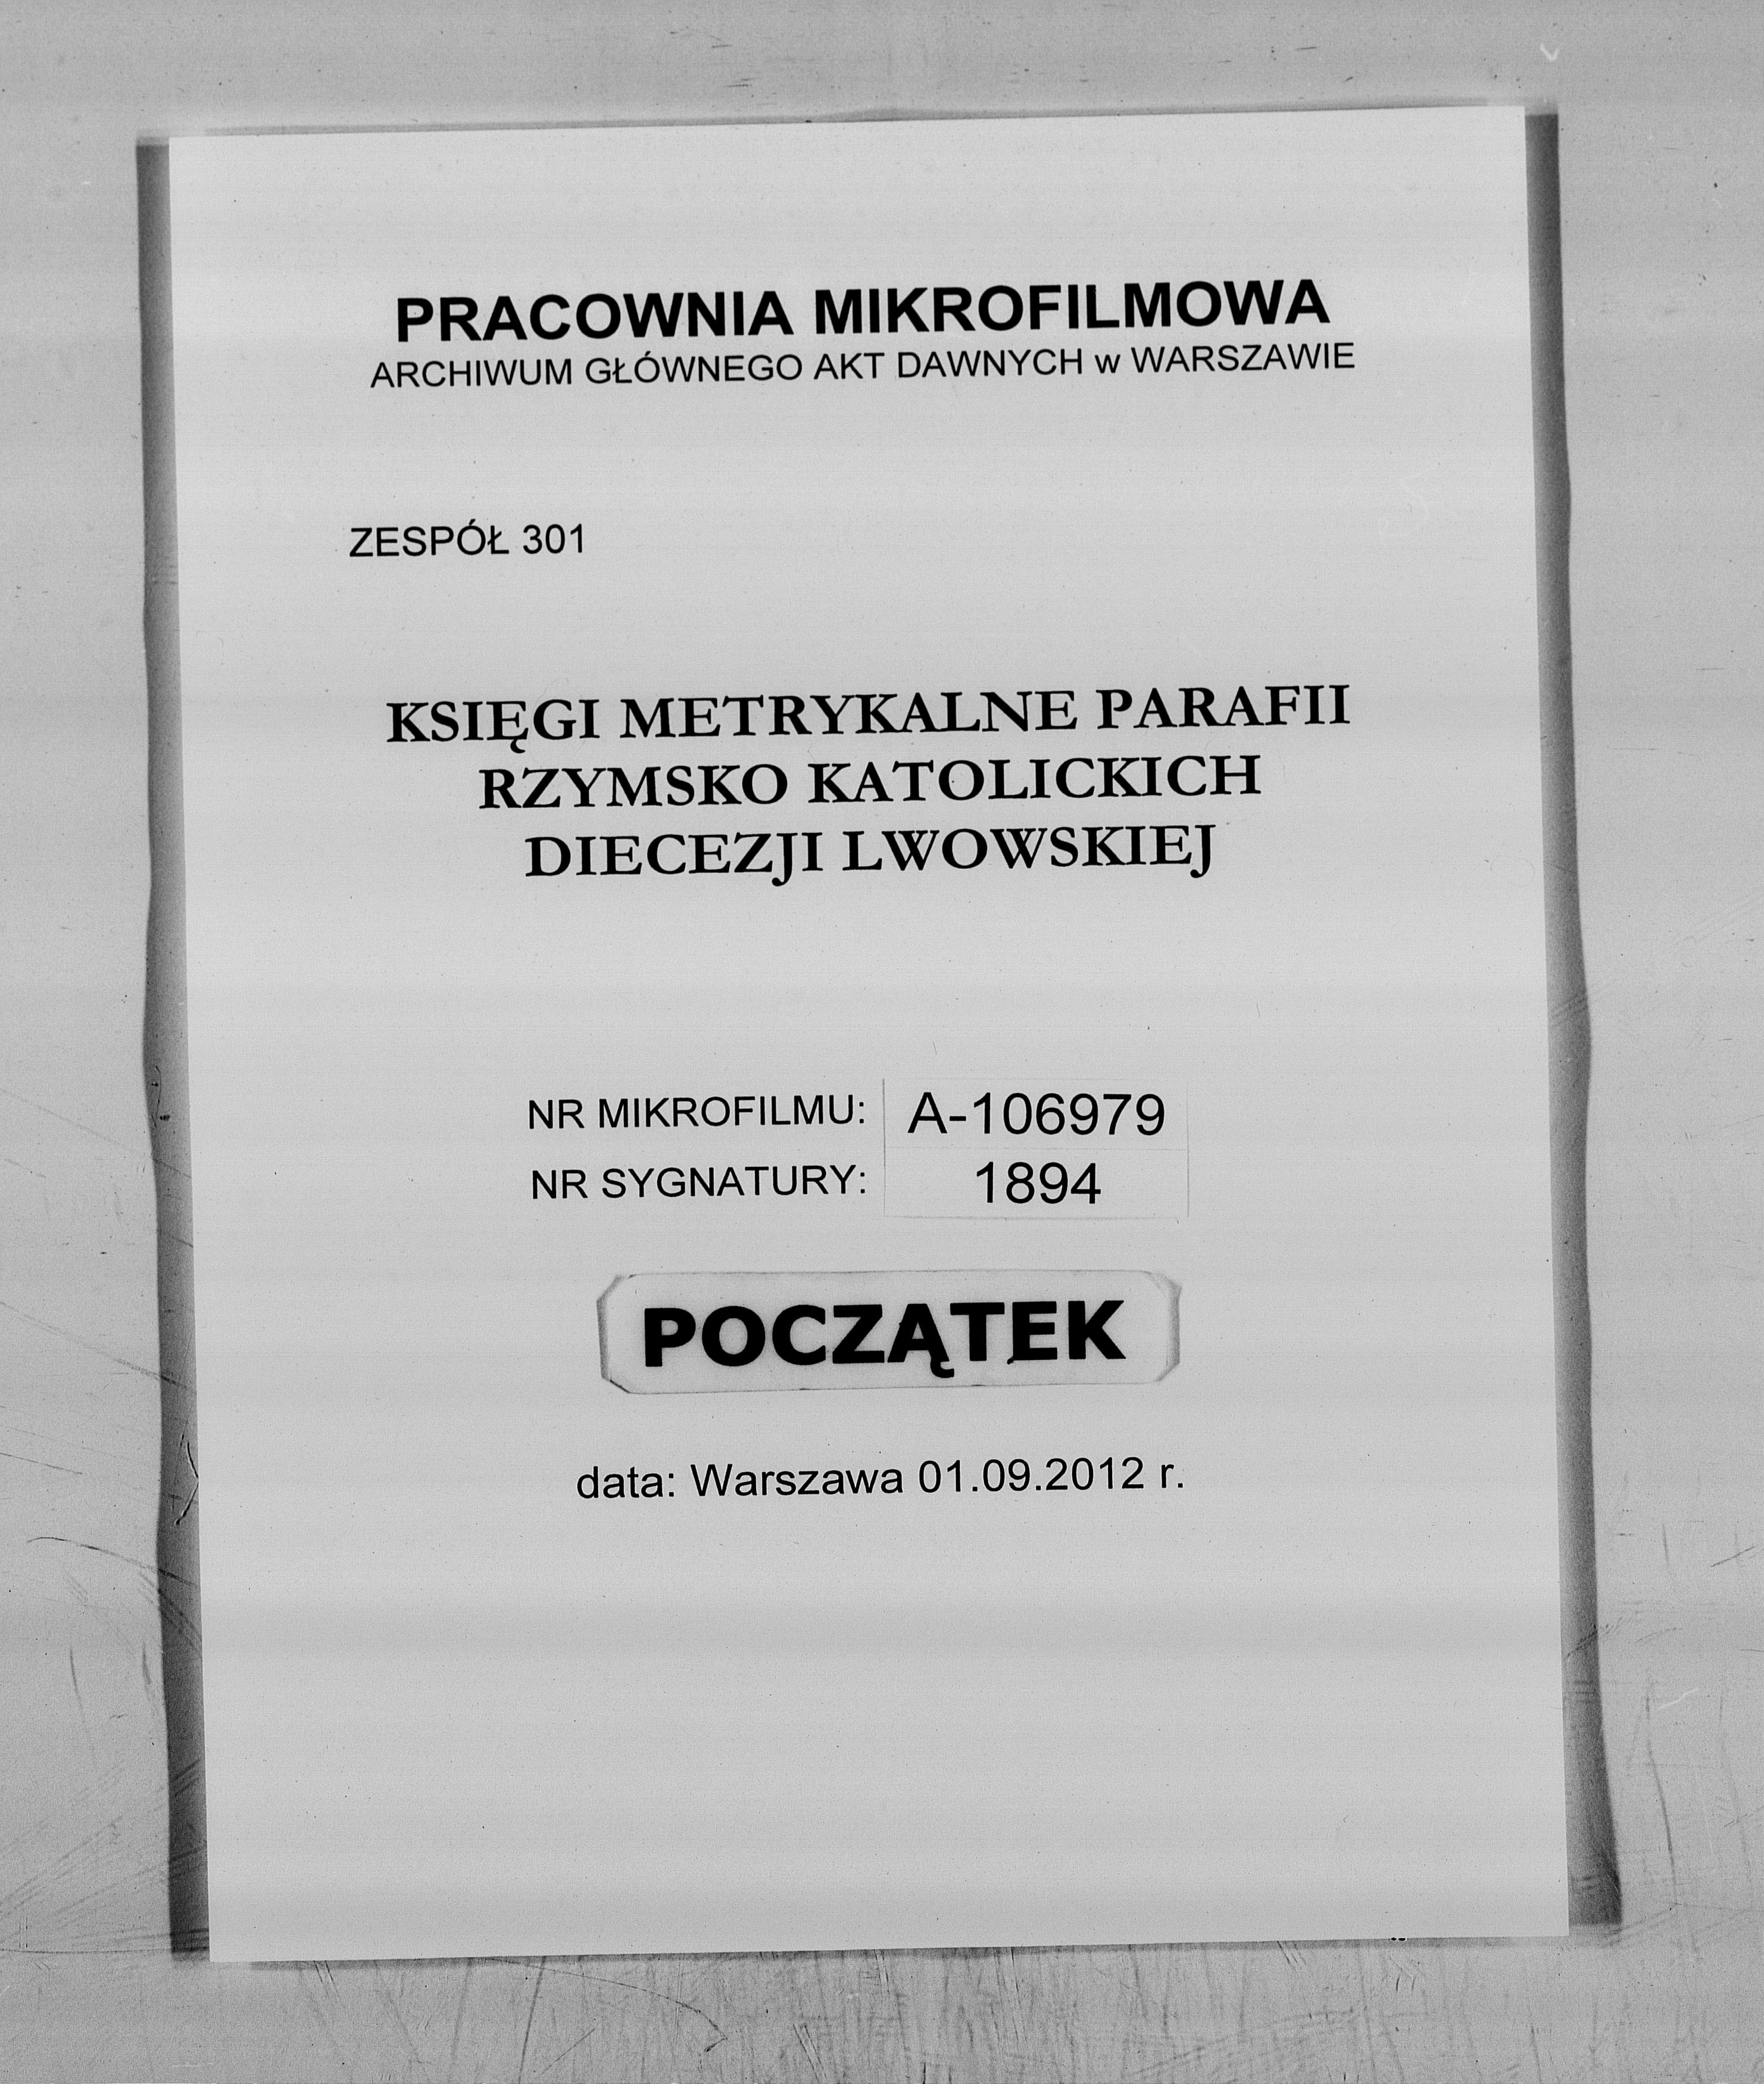 PRACOWNIA MIKROFILMOWA
ARCHIWUM GŁÓWNEGO AKT DAWNYCH w WARSZAWIE
ZESPÓŁ 301
KSIĘGI METRYKALNE PARAFII
RZYMSKO KATOLICKICH
DIECEZJI LWOWSKIEJ
NR MIKROFILMU: A-106979
NR SYGNATURY: 1894
POCZĄTEK
data: Warszawa 01.09.2012 r.